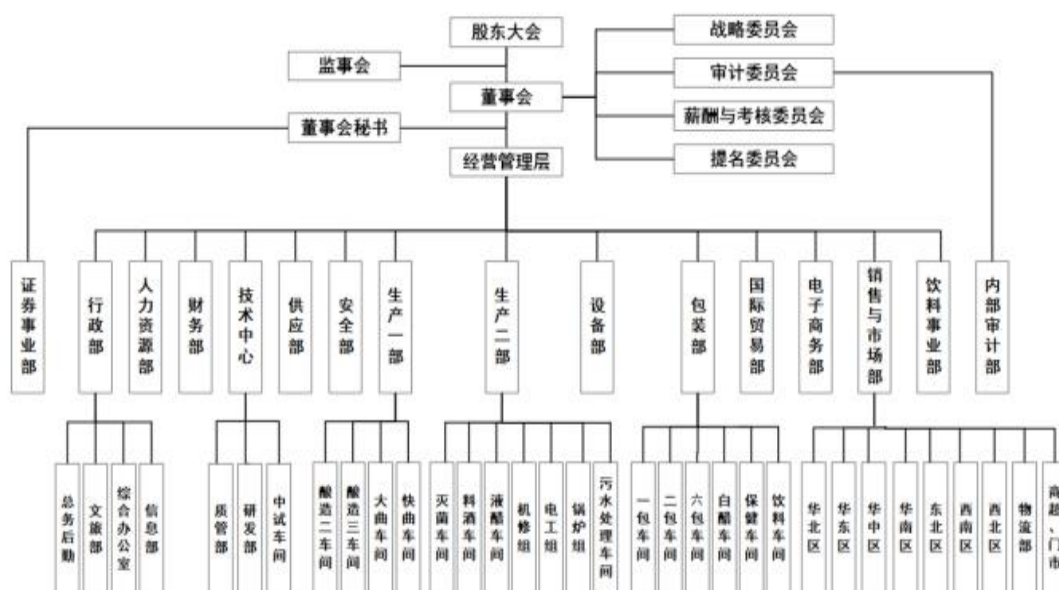 股东大会
战略委员会
监事会
审计委员会
董事会
薪酬与考核委员会
董事会秘书
经营管理层
提名委员会
证券事业部
行政部
人力资源部
财务部
技术中心
供应部
安全部
生产一部
生产二部
设备部
包装部
国际贸易部
电子商务部
销售与市场部
饮料事业部
内部审计部
总务后勤
文旅部
综合办公室
信息部
质管部
研发部
中试车间
酿造二车间
酿造三车间
大曲车间
快曲车间
灭菌车间
料酒车间
液醋车间
机修组
电工组
锅炉组
污水处理车间
一包车间
二包车间
六包车间
白醋车间
保健车间
饮料车间
华北区
华东区
华中区
华南区
东北区
西南区
西北区
物流部
商超、门市